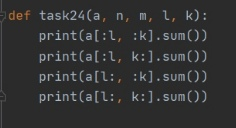 def task24(a, n, m, l, k):
    print(a[:l, :k].sum())
    print(a[:l, k:].sum())
    print(a[l:, :k].sum())
    print(a[l:, k:].sum())